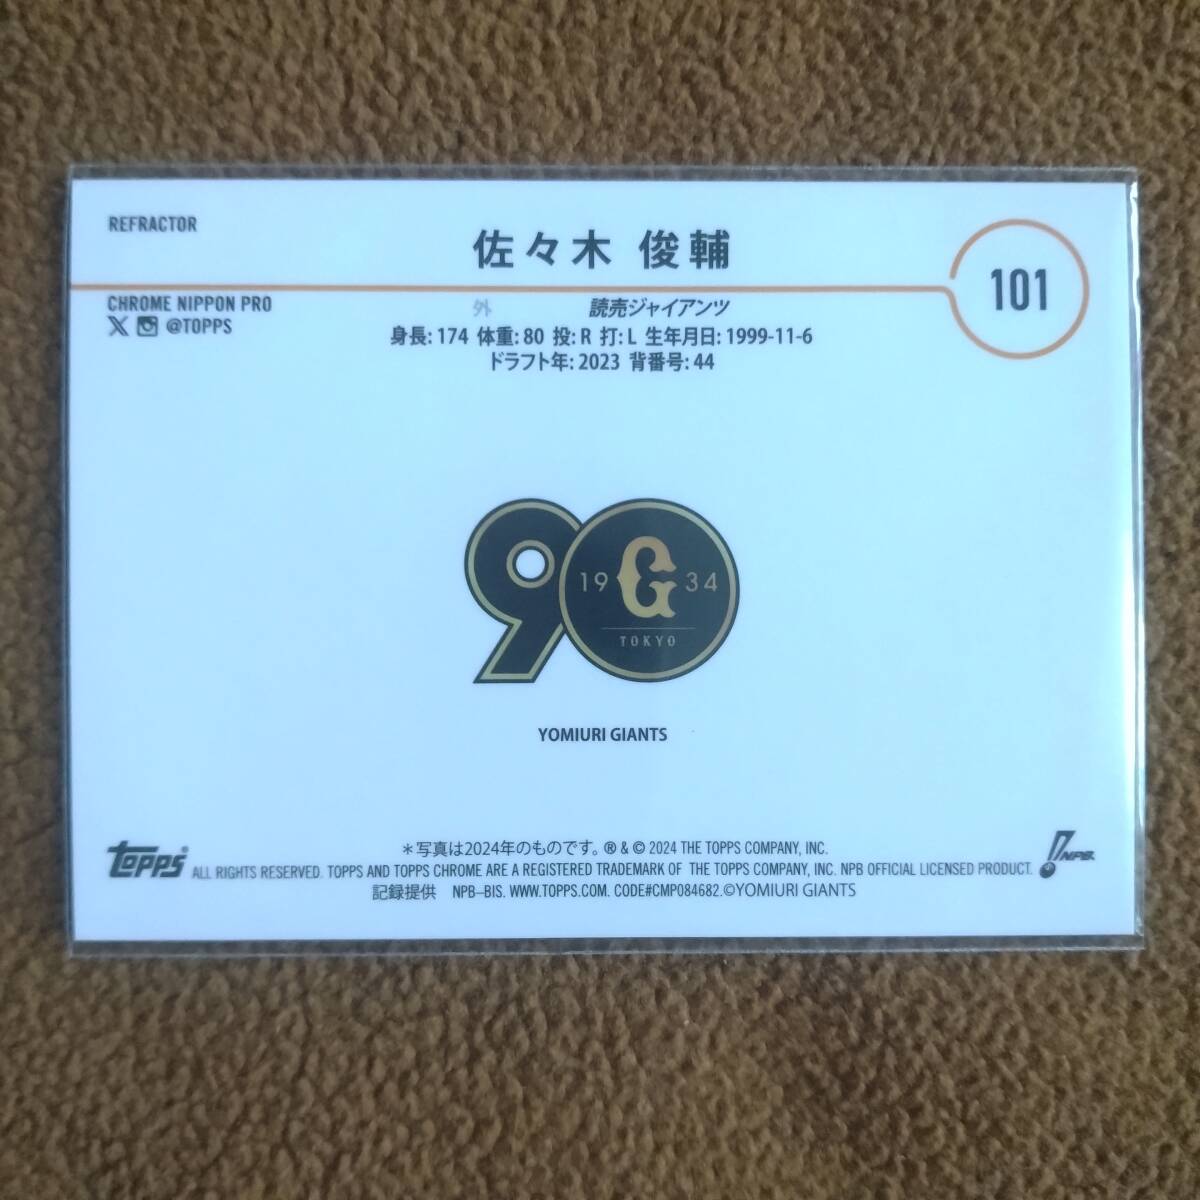 REFRACTOR
佐々木 俊輔
101
CHROME NIPPON PRO
@TOPPS
外 読売ジャイアンツ
身長: 174 体重: 80 投: R 打: L 生年月日: 1999-11-6
ドラフト年: 2023 背番号: 44
90
19 G 34
TOKYO
YOMIURI GIANTS
＊写真は2024年のものです。® & © 2024 THE TOPPS COMPANY, INC.
Topps® ALL RIGHTS RESERVED. TOPPS AND TOPPS CHROME ARE A REGISTERED TRADEMARK OF THE TOPPS COMPANY, INC. NPB OFFICIAL LICENSED PRODUCT. NPB.
記録提供 NPB-BIS. WWW.TOPPS.COM. CODE#CMP084682.©YOMIURI GIANTS